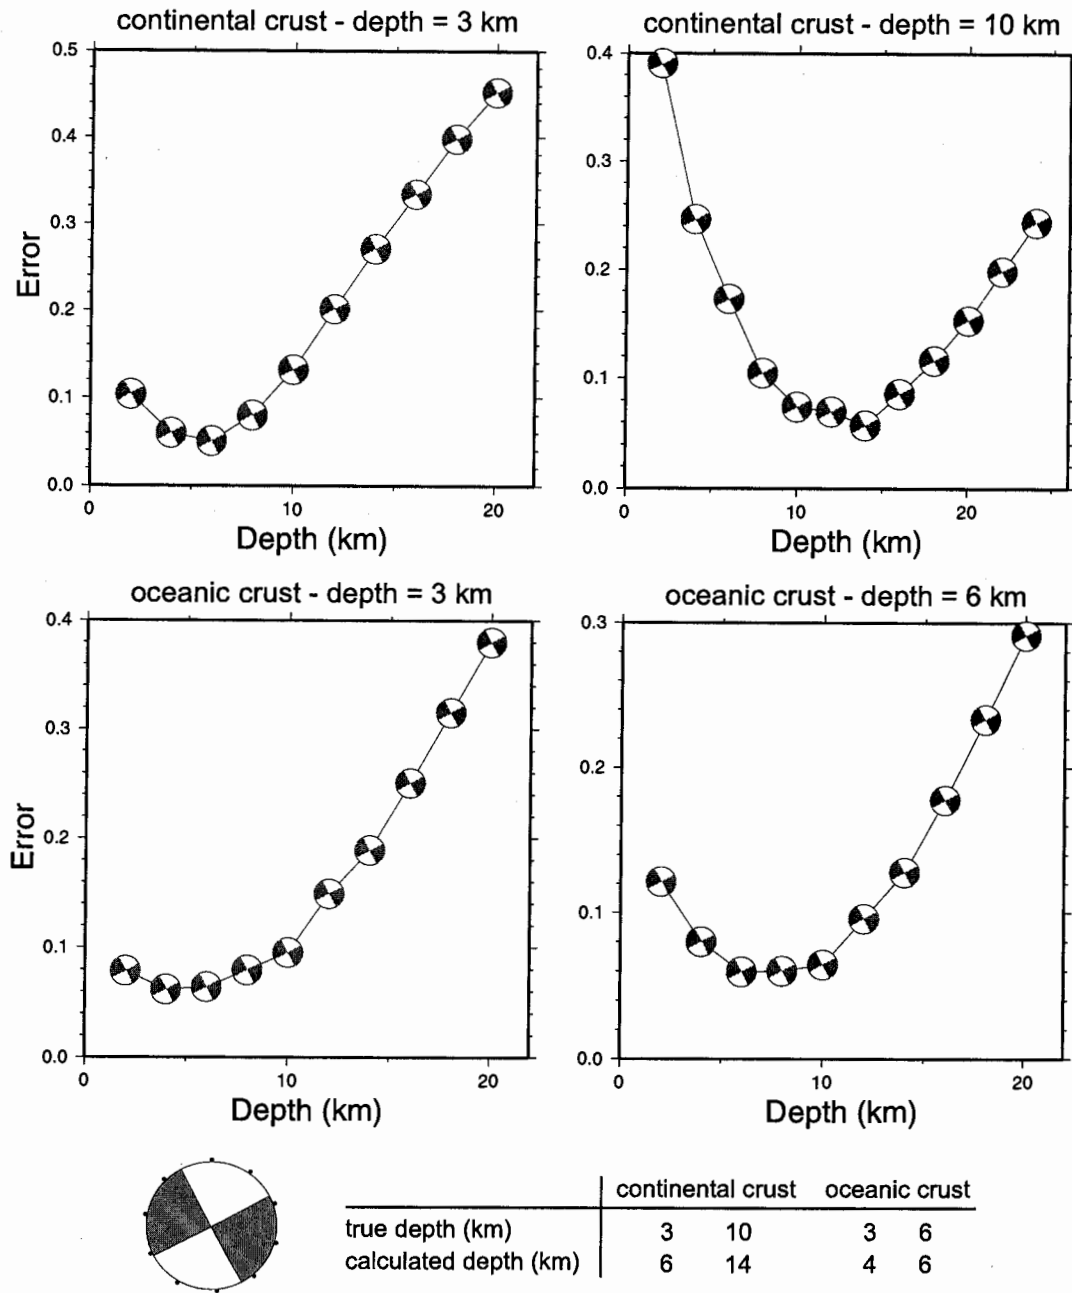 continental crust - depth = 3 km
0.5
0.4
0.3
0.2
0.1
0.0
Error
0 10 20
Depth (km)
continental crust - depth = 10 km
0.4
0.3
0.2
0.1
0.0
0 10 20
Depth (km)
oceanic crust - depth = 3 km
0.4
0.3
0.2
0.1
0.0
Error
0 10 20
Depth (km)
oceanic crust - depth = 6 km
0.3
0.2
0.1
0.0
0 10 20
Depth (km)
continental crust oceanic crust
true depth (km) 3 10 3 6
calculated depth (km) 6 14 4 6